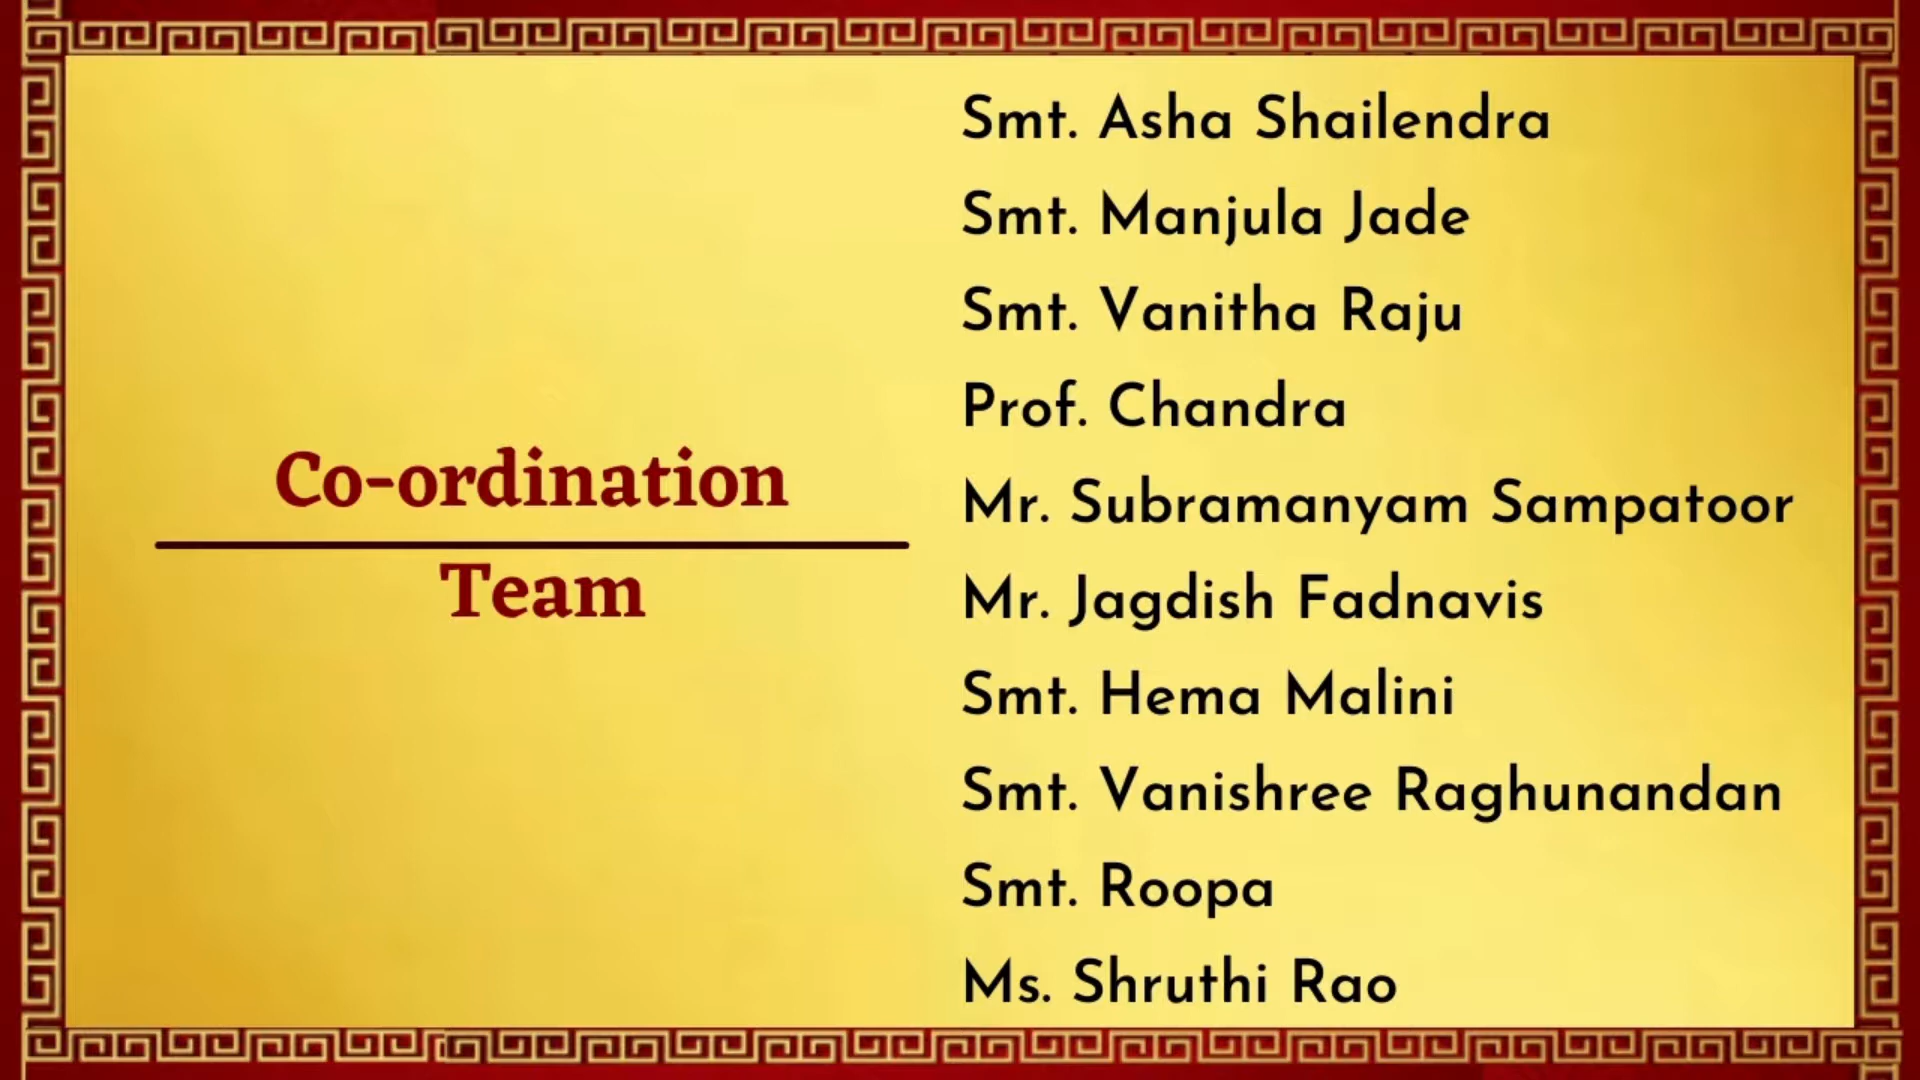 Co-ordination
Team
Smt. Asha Shailendra
Smt. Manjula Jade
Smt. Vanitha Raju
Prof. Chandra
Mr. Subramanyam Sampatoor
Mr. Jagdish Fadnavis
Smt. Hema Malini
Smt. Vanishree Raghunandan
Smt. Roopa
Ms. Shruthi Rao